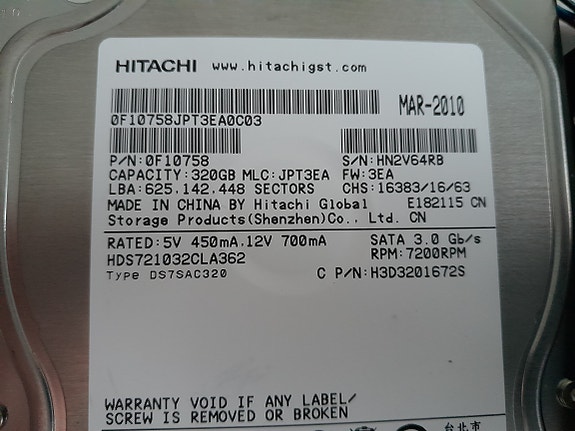 HITACHI www.hitachigst.com
MAR-2010
0F10758JPT3EA0C03
P/N:0F10758 S/N:HN2V64RB
CAPACITY:320GB MLC:JPT3EA FW:3EA
LBA:625,142,448 SECTORS CHS:16383/16/63
MADE IN CHINA BY Hitachi Global E182115 CN
Storage Products(Shenzhen)Co., Ltd. CN
RATED:5V 450mA,12V 700mA SATA 3.0 Gb/s
HDS721032CLA362 RPM:7200RPM
Type DS7SAC320 C P/N:H3D3201672S
WARRANTY VOID IF ANY LABEL/
SCREW IS REMOVED OR BROKEN
台北市